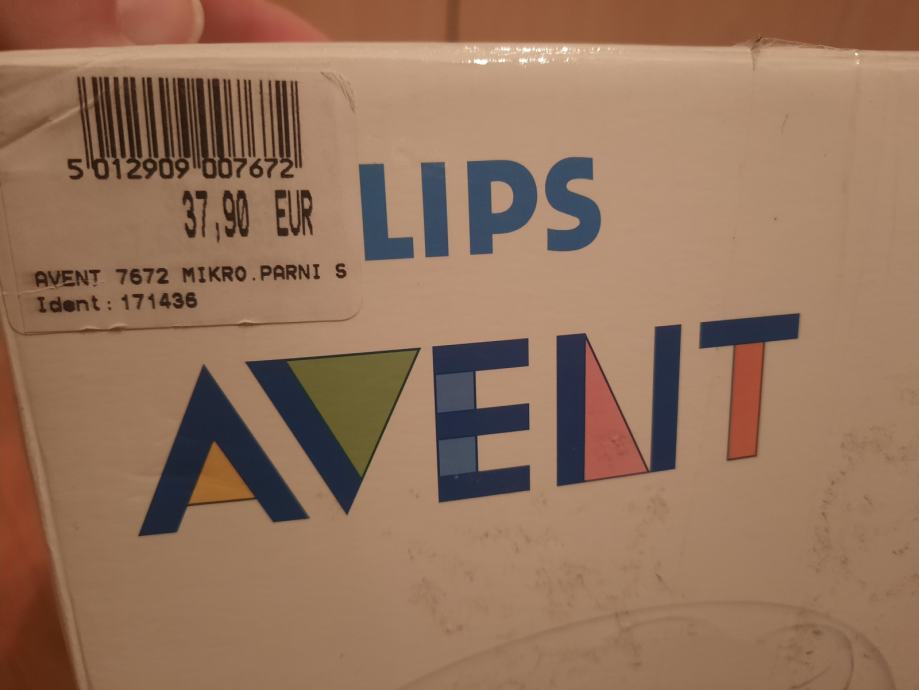 5 012909 007672
37,90 EUR
AVENT 7672 MIKRO.PARNI S
Ident:171436
LIPS
AVENT